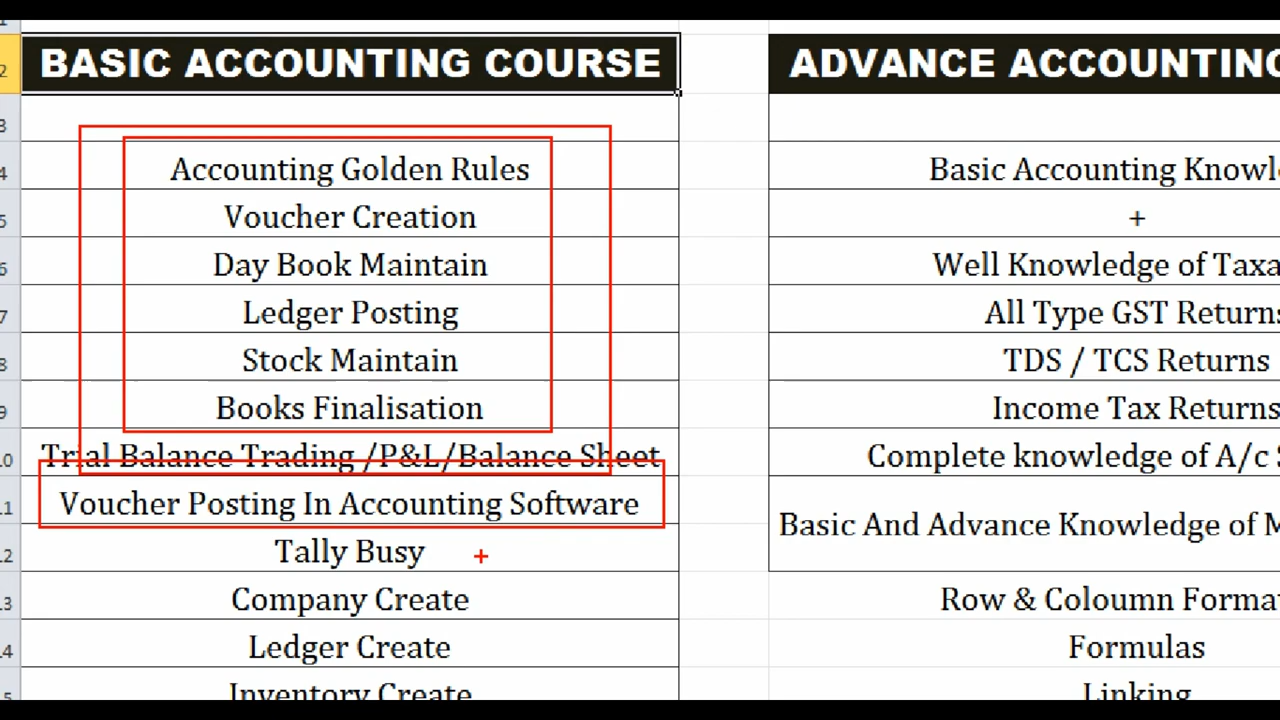 BASIC ACCOUNTING COURSE
Accounting Golden Rules
Voucher Creation
Day Book Maintain
Ledger Posting
Stock Maintain
Books Finalisation
Trial Balance Trading /P&L/Balance Sheet
Voucher Posting In Accounting Software
Tally Busy
Company Create
Ledger Create
Inventory Create
ADVANCE ACCOUNTING
Basic Accounting
+
Well Knowledge of
All Type GST Returns
TDS / TCS Returns
Income Tax Returns
Complete knowledge of A/c
Basic And Advance Knowledge of
Row & Coloumn
Formulas
Linking